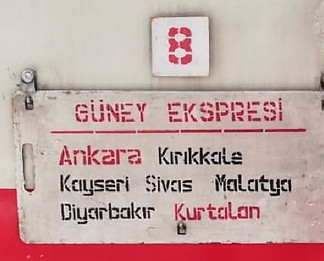 8
GÜNEY EKSPRESİ
Ankara Kırıkkale
Kayseri Sivas Malatya
Diyarbakır Kurtalan